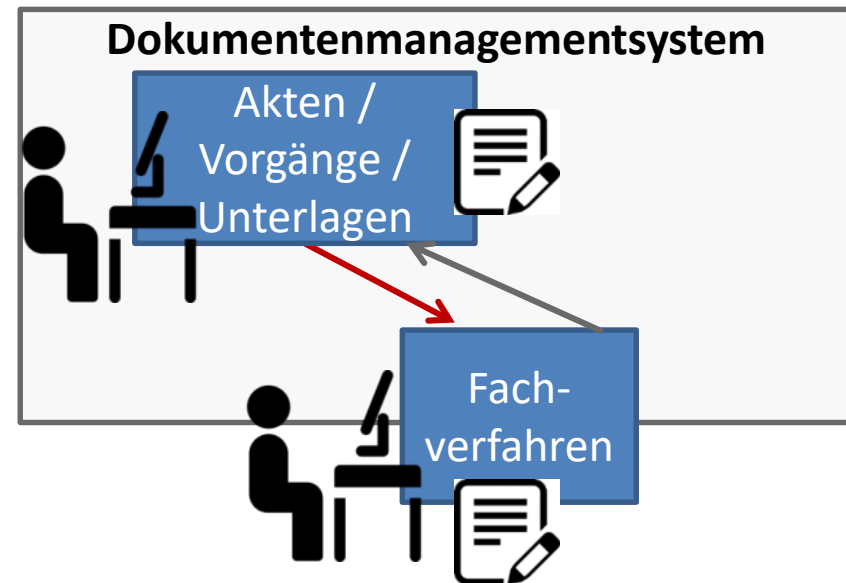 Dokumentenmanagementsystem
Akten /
Vorgänge /
Unterlagen
Fach-
verfahren